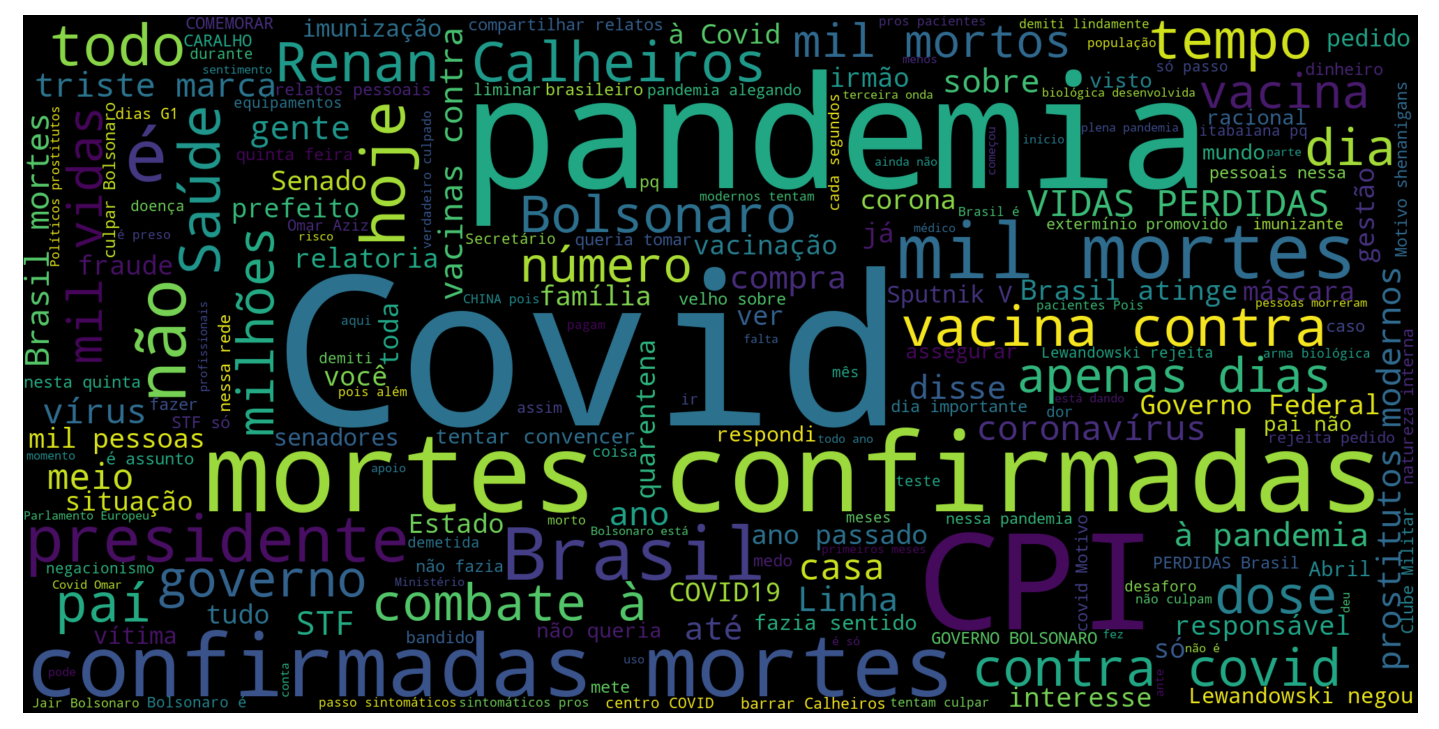 todo
COMEMORAR
CARALHO
durante
sentimento
imunização
Renan
compartilhar relatos
Calheiros
à Covid
mil mortos
pros pacientes
menos
demiti lindamente
população
tempo
só passo
pedido
dinheiro
triste marca
relatos pessoais
liminar
brasileiro
pandemia alegando
irmão
terceira onda
sobre
biológica desenvolvida
visto
vacina
racional
Brasil mortes
Políticos prostitutos
dias G1
mil vidas
culpar Bolsonaro
é
Saúde
equipamentos
gente
quinta feira
hoje
verdadeiro culpado
vacinas contra
pandemia
cada segundos
ainda não
começou
início
plena pandemia
itabaiana pq
mundo
parte
dia
pessoais nessa
gestão
Motivo shenanigans
Senado
pq
modernos tentam
corona
Brasil é
VIDAS PERDIDAS
doença
prefeito
Omar Aziz
risco
Bolsonaro
extermínio promovido
imunizante
é preso
fraude
não
milhões
relatoria
Secretário
queria tomar
vacinação
já
médico
mil mortes
número
compra
Covid
CHINA pois
família
velho sobre
ver
Sputnik V
Brasil atinge
pacientes Pois
máscara
pessoas morreram
modernos
natureza interna
aqui
toda
pagam
falta
vacina contra
caso
profissionais
nessa rede
demiti
você
pois além
assegurar
Lewandowski rejeita
arma biológica
nesta quinta
mês
disse
apenas dias
vírus
fazer
STF só
assim
ir
dia importante
está dando
dor
Governo Federal
mil pessoas
senadores
tentar convencer
quarentena
respondi
todo ano
coronavírus
pai não
rejeita pedido
é assunto
coisa
momento
meio
apoio
mortes confirmadas
teste
situação
prostitutos
Clube Militar
Parlamento Europeu
presidente
Estado
morto
ano
Bolsonaro está
meses
nessa pandemia
CPI
Abril
à pandemia
demetida
Brasil
ano passado
covid Motivo
negacionismo
não fazia
medo
primeiros meses
casa
PERDIDAS Brasil
Covid Omar
governo
Ministério
COVID19
desaforo
dose
não culpam
deu
paí
tudo
STF
combate à
Linha
responsável
vítima
bandido
não queria
até
fazia sentido
GOVERNO BOLSONARO
fez
só
não é
confirmadas mortes
é só
contra
covid
pode
conta
uso
mete
ante
interesse
Lewandowski negou
Jair Bolsonaro
Bolsonaro é
passo sintomáticos
sintomáticos pros
centro COVID
barrar Calheiros
tentam culpar